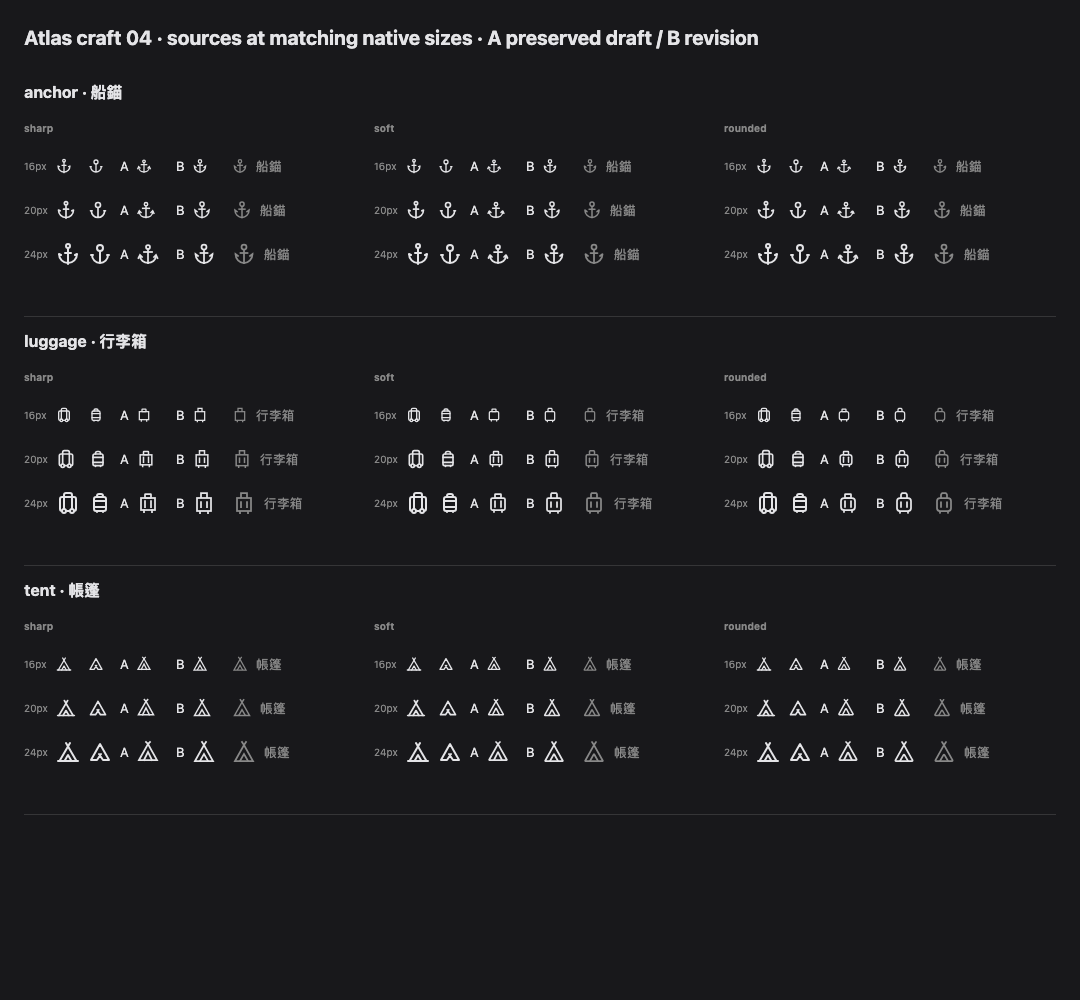 Atlas craft 04 · sources at matching native sizes · A preserved draft / B revision
anchor · 船錨
sharp soft rounded
16px A B 船錨 16px A B 船錨 16px A B 船錨
20px A B 船錨 20px A B 船錨 20px A B 船錨
24px A B 船錨 24px A B 船錨 24px A B 船錨
luggage · 行李箱
sharp soft rounded
16px A B 行李箱 16px A B 行李箱 16px A B 行李箱
20px A B 行李箱 20px A B 行李箱 20px A B 行李箱
24px A B 行李箱 24px A B 行李箱 24px A B 行李箱
tent · 帳篷
sharp soft rounded
16px A B 帳篷 16px A B 帳篷 16px A B 帳篷
20px A B 帳篷 20px A B 帳篷 20px A B 帳篷
24px A B 帳篷 24px A B 帳篷 24px A B 帳篷